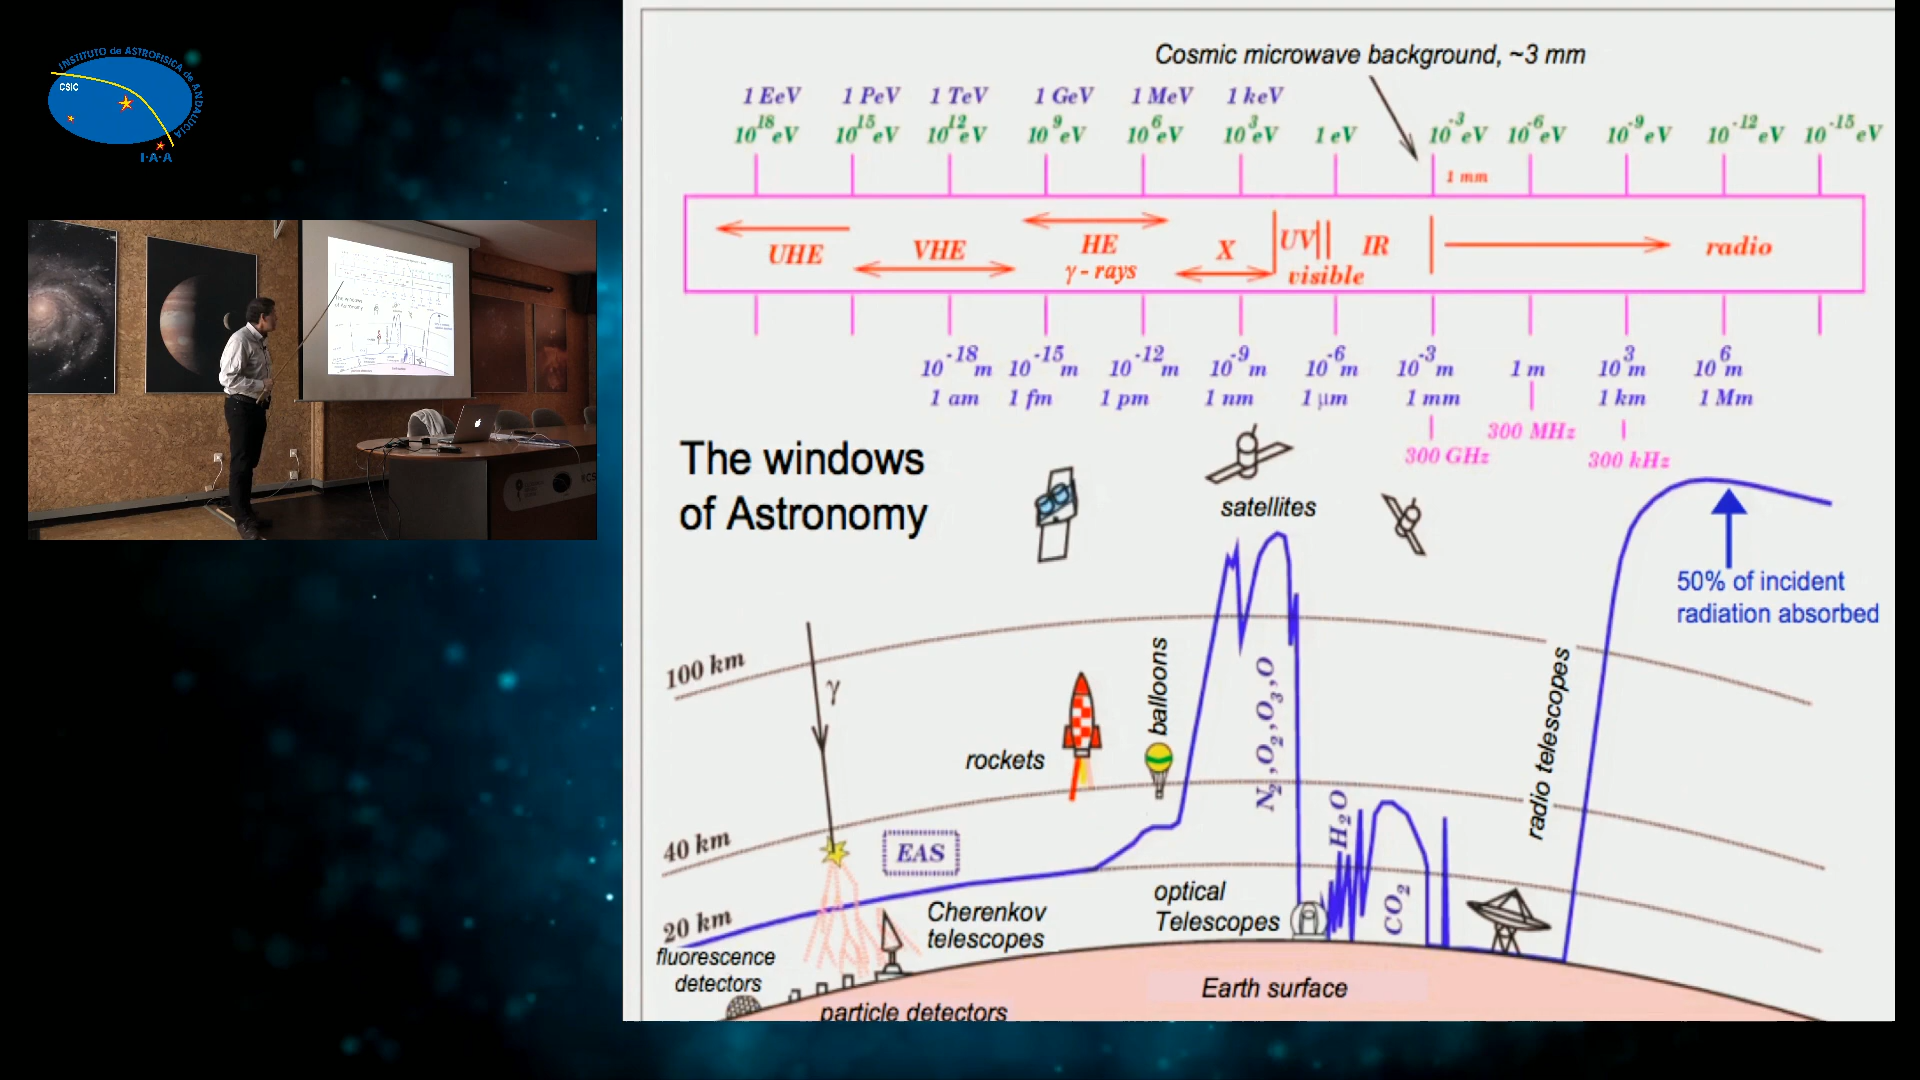 INSTITUTO de ASTROFISICA de ANDALUCIA
CSIC
I·A·A
Cosmic microwave background, ~3 mm
1 EeV 1 PeV 1 TeV 1 GeV 1 MeV 1 keV
10^18 eV 10^15 eV 10^12 eV 10^9 eV 10^6 eV 10^3 eV 1 eV 10^-3 eV 10^-6 eV 10^-9 eV 10^-12 eV 10^-15 eV
1 mm
UHE VHE HE X UV IR radio
γ - rays visible
10^-18 m 10^-15 m 10^-12 m 10^-9 m 10^-6 m 10^-3 m 1 m 10^3 m 10^6 m
1 am 1 fm 1 pm 1 nm 1 μm 1 mm 1 km 1 Mm
300 GHz 300 MHz 300 kHz
The windows
of Astronomy
satellites
50% of incident
radiation absorbed
100 km
γ
rockets
balloons
N2,O2,O3,O
radio telescopes
40 km
EAS
H2O
CO2
20 km
Cherenkov
telescopes
optical
Telescopes
fluorescence
detectors
particle detectors
Earth surface